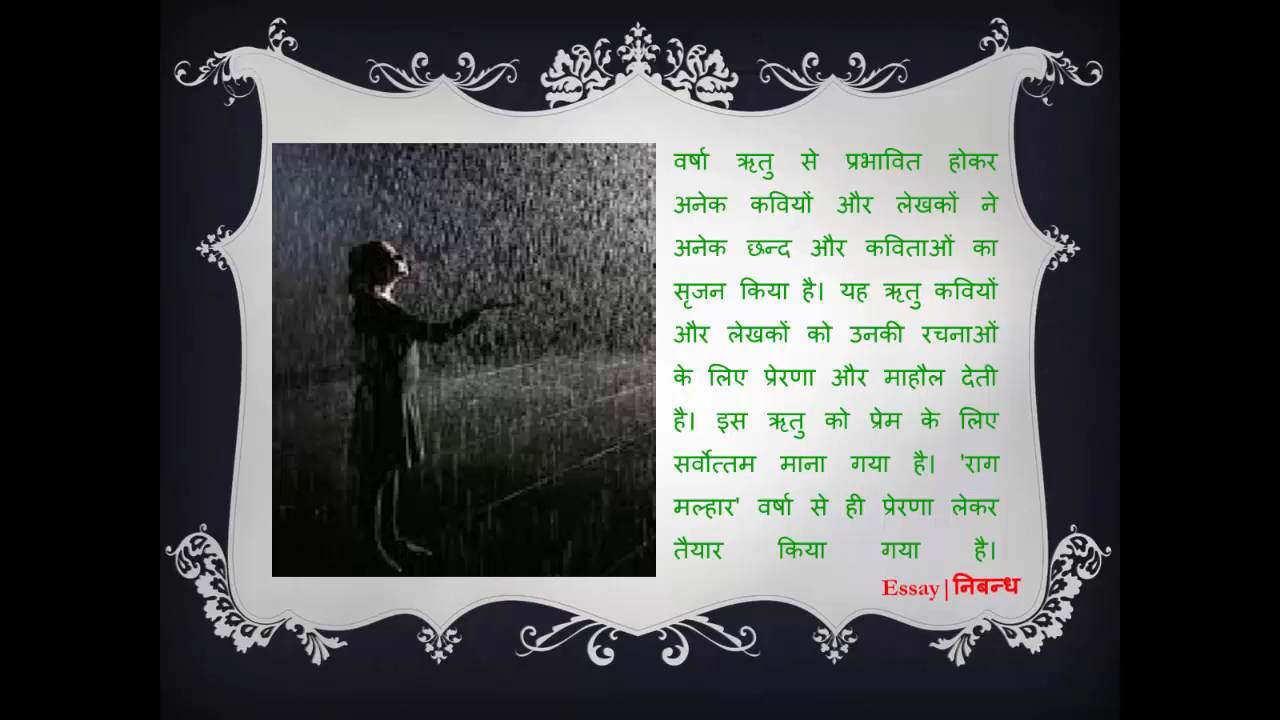 वर्षा ऋतु से प्रभावित होकर
अनेक कवियों और लेखकों ने
अनेक छन्द और कविताओं का
सृजन किया है। यह ऋतु कवियों
और लेखकों को उनकी रचनाओं
के लिए प्रेरणा और माहौल देती
है। इस ऋतु को प्रेम के लिए
सर्वोत्तम माना गया है। 'राग
मल्हार' वर्षा से ही प्रेरणा लेकर
तैयार किया गया है।
Essay|निबन्ध